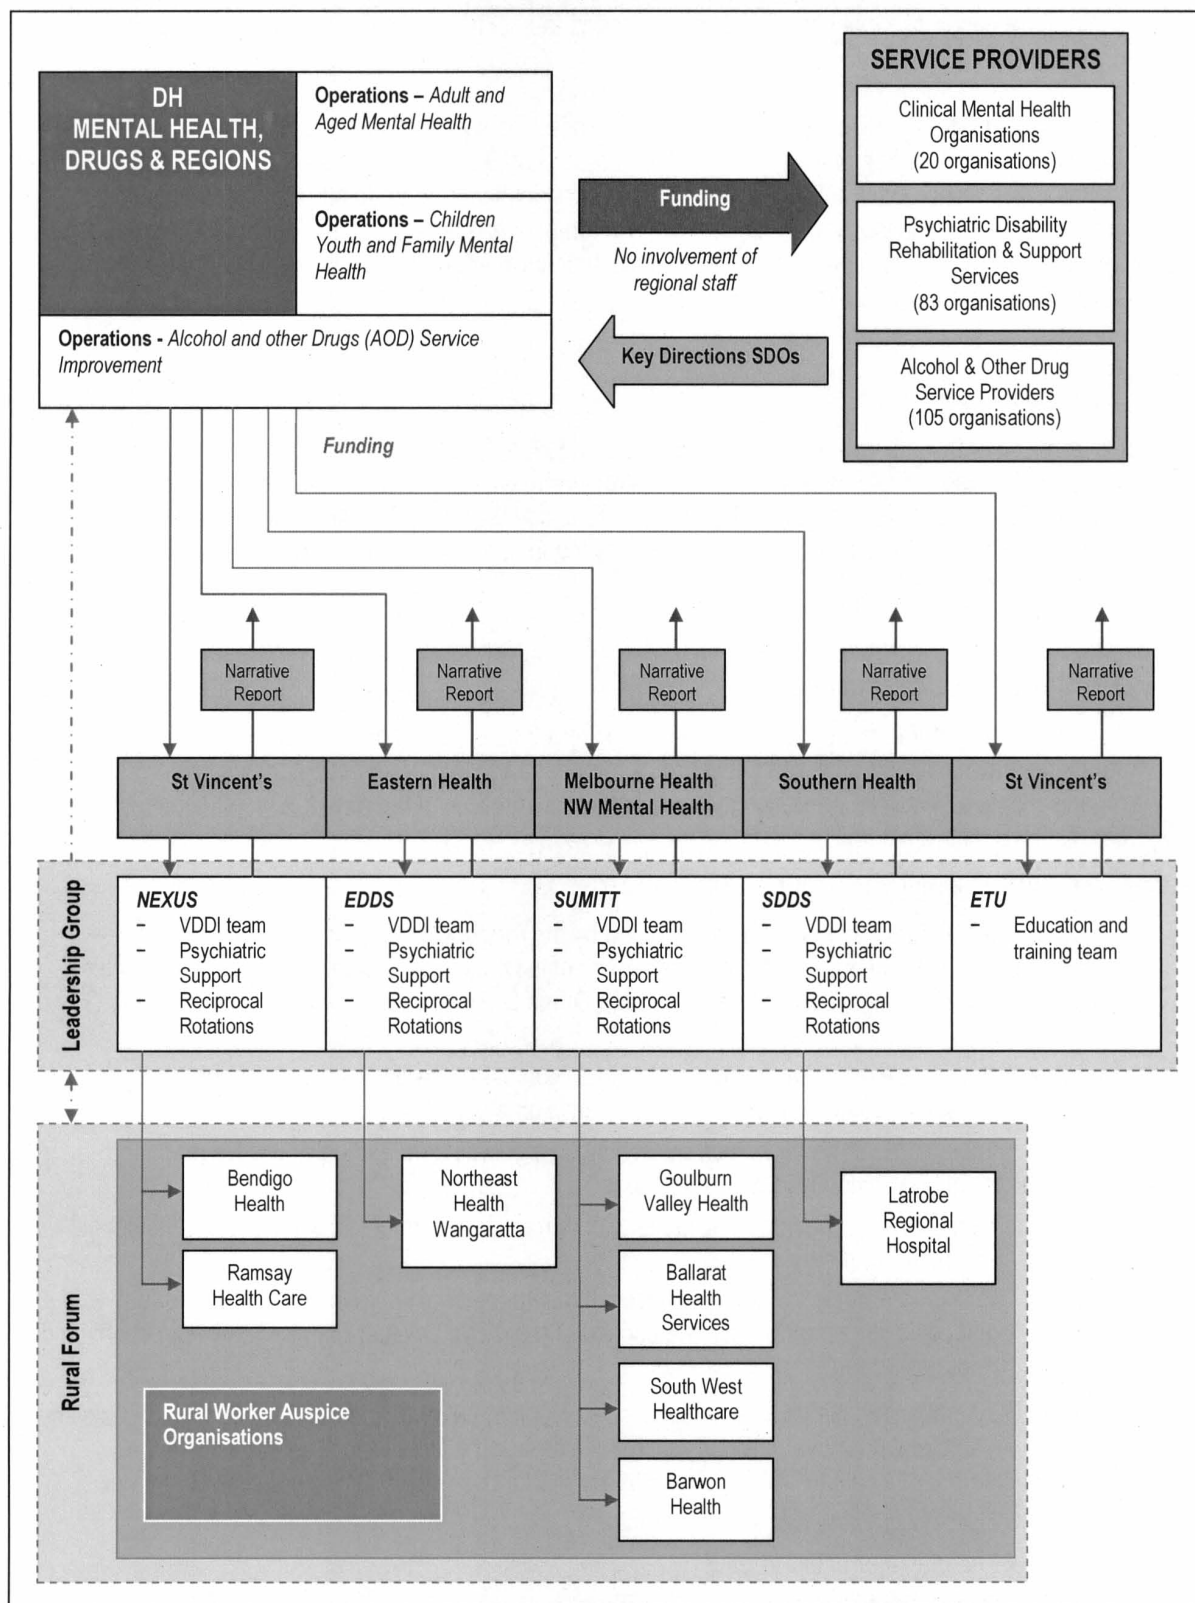 DH
MENTAL HEALTH,
DRUGS & REGIONS
Operations – Adult and
Aged Mental Health
Operations – Children
Youth and Family Mental
Health
Operations - Alcohol and other Drugs (AOD) Service
Improvement
Funding
No involvement of
regional staff
Key Directions SDOs
SERVICE PROVIDERS
Clinical Mental Health
Organisations
(20 organisations)
Psychiatric Disability
Rehabilitation & Support
Services
(83 organisations)
Alcohol & Other Drug
Service Providers
(105 organisations)
Funding
Narrative
Report
Narrative
Report
Narrative
Report
Narrative
Report
Narrative
Report
St Vincent's
Eastern Health
Melbourne Health
NW Mental Health
Southern Health
St Vincent's
Leadership Group
NEXUS
– VDDI team
– Psychiatric
Support
– Reciprocal
Rotations
EDDS
– VDDI team
– Psychiatric
Support
– Reciprocal
Rotations
SUMITT
– VDDI team
– Psychiatric
Support
– Reciprocal
Rotations
SDDS
– VDDI team
– Psychiatric
Support
– Reciprocal
Rotations
ETU
– Education and
training team
Rural Forum
Bendigo
Health
Ramsay
Health Care
Northeast
Health
Wangaratta
Goulburn
Valley Health
Ballarat
Health
Services
South West
Healthcare
Barwon
Health
Latrobe
Regional
Hospital
Rural Worker Auspice
Organisations